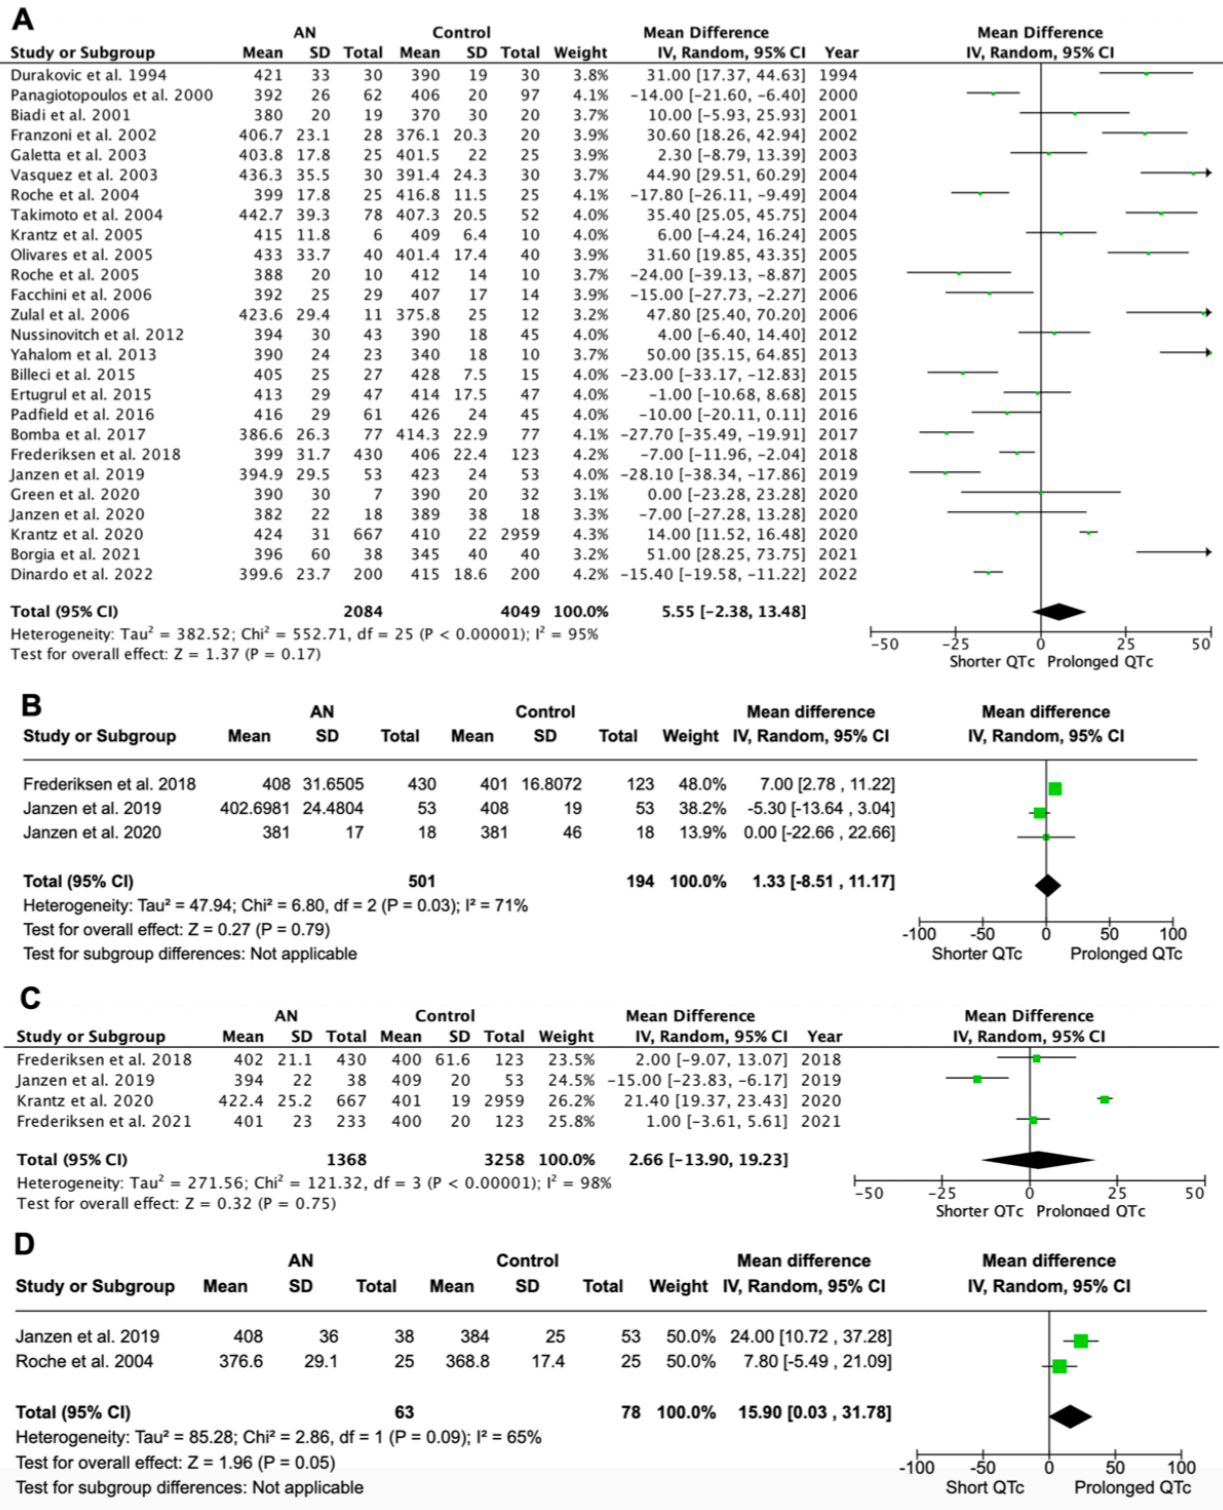 A
AN Control Mean Difference Mean Difference
Study or Subgroup Mean SD Total Mean SD Total Weight IV, Random, 95% CI Year IV, Random, 95% CI
Durakovic et al. 1994 421 33 30 390 19 30 3.8% 31.00 [17.37, 44.63] 1994
Panagiotopoulos et al. 2000 392 26 62 406 20 97 4.1% -14.00 [-21.60, -6.40] 2000
Biadi et al. 2001 380 20 19 370 30 20 3.7% 10.00 [-5.93, 25.93] 2001
Franzoni et al. 2002 406.7 23.1 28 376.1 20.3 20 3.9% 30.60 [18.26, 42.94] 2002
Galetta et al. 2003 403.8 17.8 25 401.5 22 25 3.9% 2.30 [-8.79, 13.39] 2003
Vasquez et al. 2003 436.3 35.5 30 391.4 24.3 30 3.7% 44.90 [29.51, 60.29] 2003
Roche et al. 2004 399 17.8 25 416.8 11.5 25 4.1% -17.80 [-26.11, -9.49] 2004
Takimoto et al. 2004 442.7 39.3 78 407.3 20.5 52 4.0% 35.40 [25.05, 45.75] 2004
Krantz et al. 2005 415 11.8 6 409 6.4 10 4.0% 6.00 [-4.24, 16.24] 2005
Olivares et al. 2005 433 33.7 40 401.4 17.4 40 3.9% 31.60 [19.85, 43.35] 2005
Roche et al. 2005 388 20 10 412 14 10 3.7% -24.00 [-39.13, -8.87] 2005
Facchini et al. 2006 392 25 29 407 17 14 3.9% -15.00 [-27.73, -2.27] 2006
Zulal et al. 2006 423.6 29.4 11 375.8 25 12 3.2% 47.80 [25.40, 70.20] 2006
Nussinovitch et al. 2012 394 30 43 390 18 45 4.0% 4.00 [-6.40, 14.40] 2012
Yahalom et al. 2013 390 24 23 340 18 10 3.7% 50.00 [35.15, 64.85] 2013
Billeci et al. 2015 405 25 27 428 7.5 15 4.0% -23.00 [-33.17, -12.83] 2015
Ertugrul et al. 2015 413 29 47 414 17.5 47 4.0% -1.00 [-10.68, 8.68] 2015
Padfield et al. 2016 416 29 61 426 24 45 4.0% -10.00 [-20.11, 0.11] 2016
Bomba et al. 2017 386.6 26.3 77 414.3 22.9 77 4.1% -27.70 [-35.49, -19.91] 2017
Frederiksen et al. 2018 399 31.7 430 406 22.4 123 4.2% -7.00 [-11.96, -2.04] 2018
Janzen et al. 2019 394.9 29.5 53 423 24 53 4.0% -28.10 [-38.34, -17.86] 2019
Green et al. 2020 390 30 7 390 20 32 3.1% 0.00 [-23.28, 23.28] 2020
Janzen et al. 2020 382 22 18 389 38 18 3.3% -7.00 [-27.28, 13.28] 2020
Krantz et al. 2020 424 31 667 410 22 2959 4.3% 14.00 [11.52, 16.48] 2020
Borgia et al. 2021 396 60 38 345 40 40 3.2% 51.00 [28.25, 73.75] 2021
Dinardo et al. 2022 399.6 23.7 200 415 18.6 200 4.2% -15.40 [-19.58, -11.22] 2022
Total (95% CI) 2084 4049 100.0% 5.55 [-2.38, 13.48]
Heterogeneity: Tau² = 382.52; Chi² = 552.71, df = 25 (P < 0.00001); I² = 95%
Test for overall effect: Z = 1.37 (P = 0.17)
-50 -25 0 25 50
Shorter QTc Prolonged QTc
B
AN Control Mean difference Mean difference
Study or Subgroup Mean SD Total Mean SD Total Weight IV, Random, 95% CI IV, Random, 95% CI
Frederiksen et al. 2018 408 31.6505 430 401 16.8072 123 48.0% 7.00 [2.78 , 11.22]
Janzen et al. 2019 402.6981 24.4804 53 408 19 53 38.2% -5.30 [-13.64 , 3.04]
Janzen et al. 2020 381 17 18 381 46 18 13.9% 0.00 [-22.66 , 22.66]
Total (95% CI) 501 194 100.0% 1.33 [-8.51 , 11.17]
Heterogeneity: Tau² = 47.94; Chi² = 6.80, df = 2 (P = 0.03); I² = 71%
Test for overall effect: Z = 0.27 (P = 0.79)
Test for subgroup differences: Not applicable
-100 -50 0 50 100
Shorter QTc Prolonged QTc
C
AN Control Mean Difference Mean Difference
Study or Subgroup Mean SD Total Mean SD Total Weight IV, Random, 95% CI Year IV, Random, 95% CI
Frederiksen et al. 2018 402 21.1 430 400 61.6 123 23.5% 2.00 [-9.07, 13.07] 2018
Janzen et al. 2019 394 22 38 409 20 53 24.5% -15.00 [-23.83, -6.17] 2019
Krantz et al. 2020 422.4 25.2 667 401 19 2959 26.2% 21.40 [19.37, 23.43] 2020
Frederiksen et al. 2021 401 23 233 400 20 123 25.8% 1.00 [-3.61, 5.61] 2021
Total (95% CI) 1368 3258 100.0% 2.66 [-13.90, 19.23]
Heterogeneity: Tau² = 271.56; Chi² = 121.32, df = 3 (P < 0.00001); I² = 98%
Test for overall effect: Z = 0.32 (P = 0.75)
-50 -25 0 25 50
Shorter QTc Prolonged QTc
D
AN Control Mean difference Mean difference
Study or Subgroup Mean SD Total Mean SD Total Weight IV, Random, 95% CI IV, Random, 95% CI
Janzen et al. 2019 408 36 38 384 25 53 50.0% 24.00 [10.72 , 37.28]
Roche et al. 2004 376.6 29.1 25 368.8 17.4 25 50.0% 7.80 [-5.49 , 21.09]
Total (95% CI) 63 78 100.0% 15.90 [0.03 , 31.78]
Heterogeneity: Tau² = 85.28; Chi² = 2.86, df = 1 (P = 0.09); I² = 65%
Test for overall effect: Z = 1.96 (P = 0.05)
Test for subgroup differences: Not applicable
-100 -50 0 50 100
Short QTc Prolonged QTc